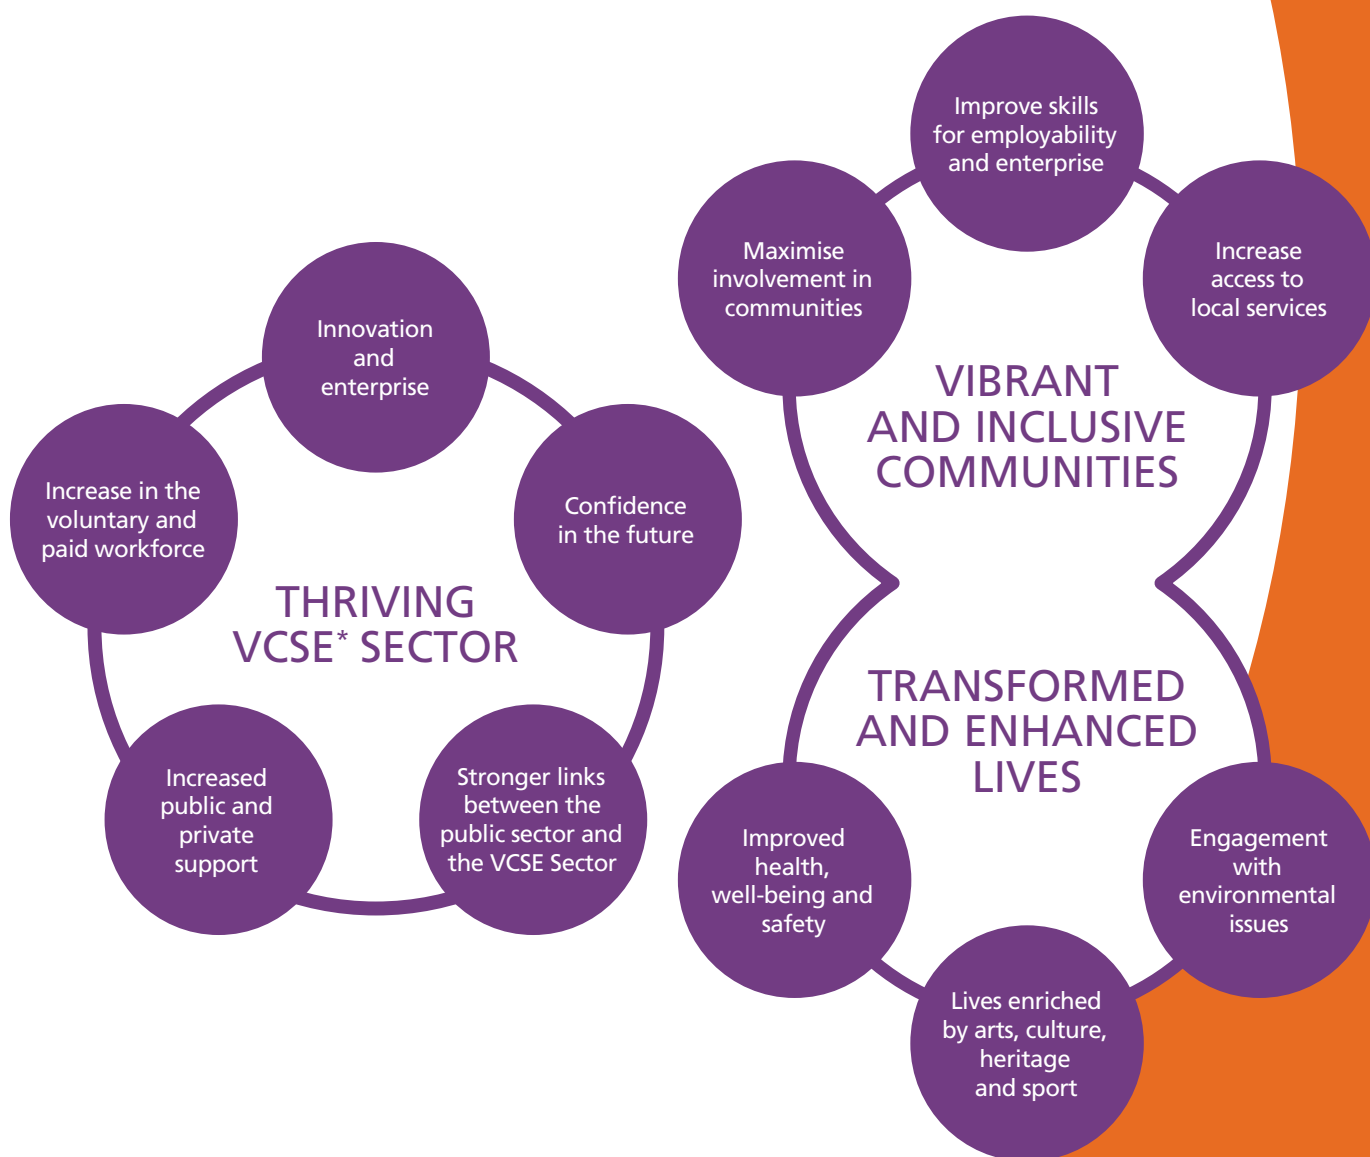 Innovation
and
enterprise
Increase in the
voluntary and
paid workforce
Confidence
in the future
THRIVING
VCSE* SECTOR
Increased
public and
private
support
Stronger links
between the
public sector and
the VCSE Sector
Improve skills
for employability
and enterprise
Maximise
involvement in
communities
Increase
access to
local services
VIBRANT
AND INCLUSIVE
COMMUNITIES
TRANSFORMED
AND ENHANCED
LIVES
Improved
health,
well-being and
safety
Engagement
with
environmental
issues
Lives enriched
by arts, culture,
heritage
and sport